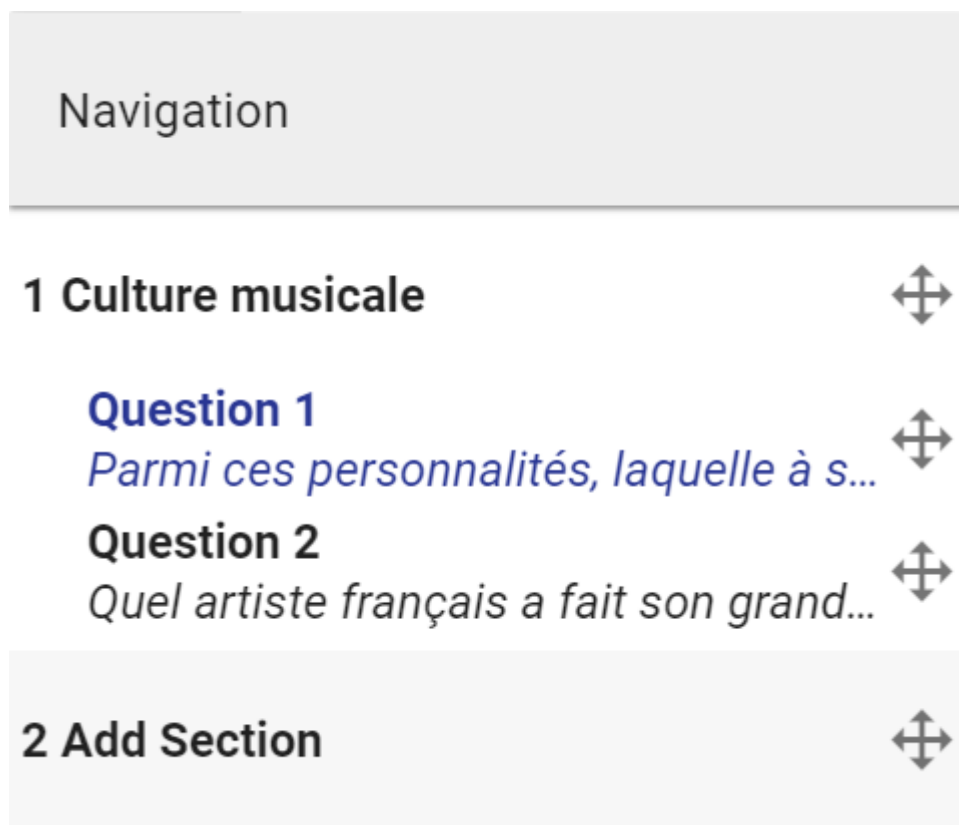 Navigation
1 Culture musicale
Question 1
Parmi ces personnalités, laquelle à s...
Question 2
Quel artiste français a fait son grand...
2 Add Section